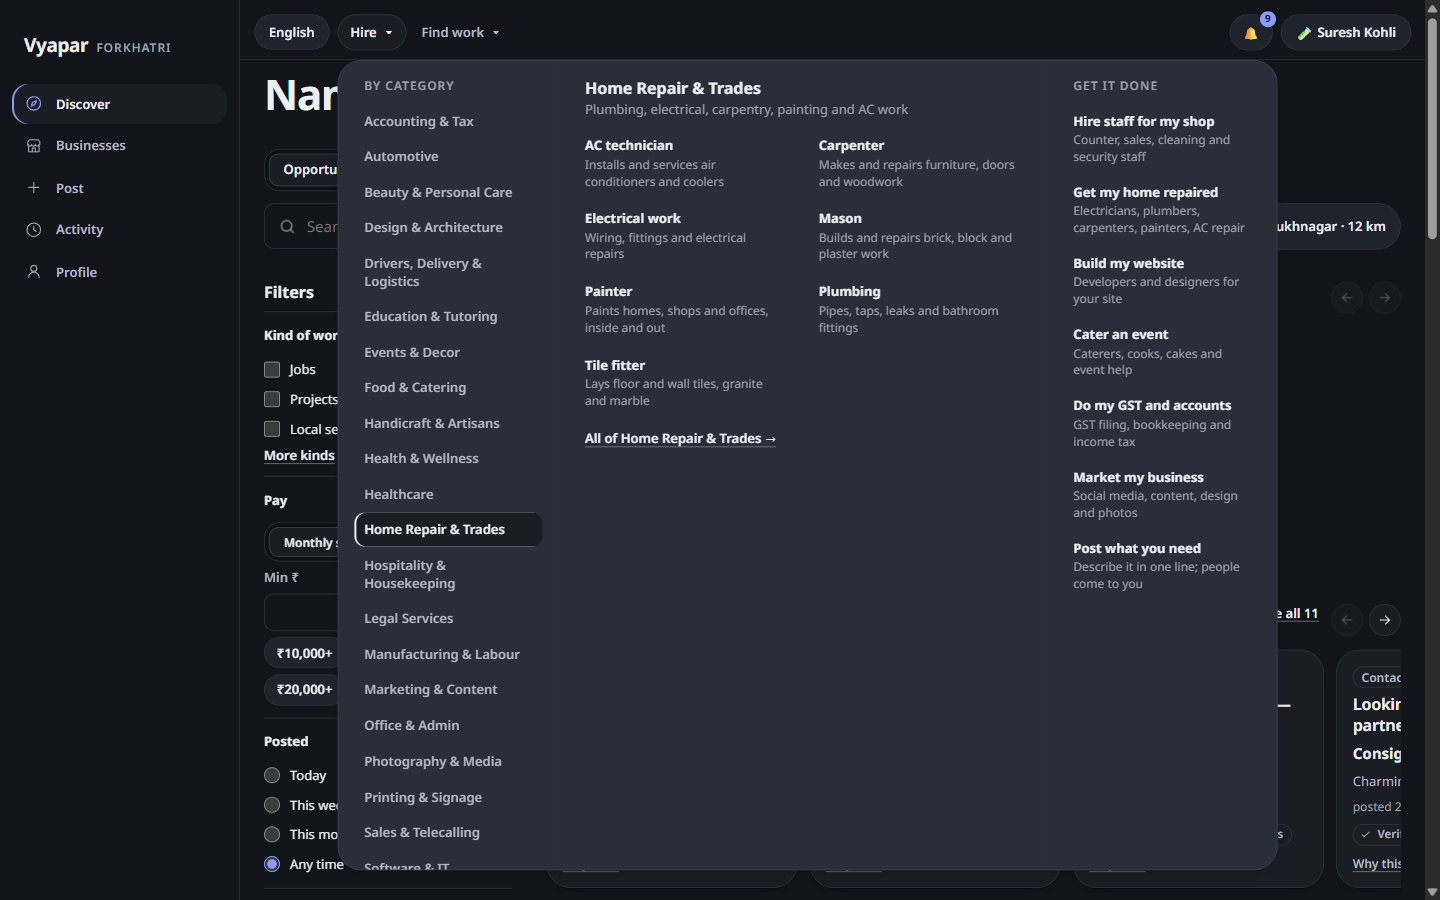 Vyapar FORKHATRI
Discover
Businesses
Post
Activity
Profile
English
Hire
Find work
9
Suresh Kohli
BY CATEGORY
Accounting & Tax
Automotive
Beauty & Personal Care
Design & Architecture
Drivers, Delivery &
Logistics
Education & Tutoring
Events & Decor
Food & Catering
Handicraft & Artisans
Health & Wellness
Healthcare
Home Repair & Trades
Hospitality &
Housekeeping
Legal Services
Manufacturing & Labour
Marketing & Content
Office & Admin
Photography & Media
Printing & Signage
Sales & Telecalling
Software & IT
Home Repair & Trades
Plumbing, electrical, carpentry, painting and AC work
AC technician
Installs and services air
conditioners and coolers
Carpenter
Makes and repairs furniture, doors
and woodwork
Electrical work
Wiring, fittings and electrical
repairs
Mason
Builds and repairs brick, block and
plaster work
Painter
Paints homes, shops and offices,
inside and out
Plumbing
Pipes, taps, leaks and bathroom
fittings
Tile fitter
Lays floor and wall tiles, granite
and marble
All of Home Repair & Trades →
GET IT DONE
Hire staff for my shop
Counter, sales, cleaning and
security staff
Get my home repaired
Electricians, plumbers,
carpenters, painters, AC repair
Build my website
Developers and designers for
your site
Cater an event
Caterers, cooks, cakes and
event help
Do my GST and accounts
GST filing, bookkeeping and
income tax
Market my business
Social media, content, design
and photos
Post what you need
Describe it in one line; people
come to you
Filters
Jobs
Projects
More kinds
Pay
Monthly
Min ₹
₹10,000+
₹20,000+
Posted
Today
This
This
Any time
· 12 km
all 11
posted
Why this